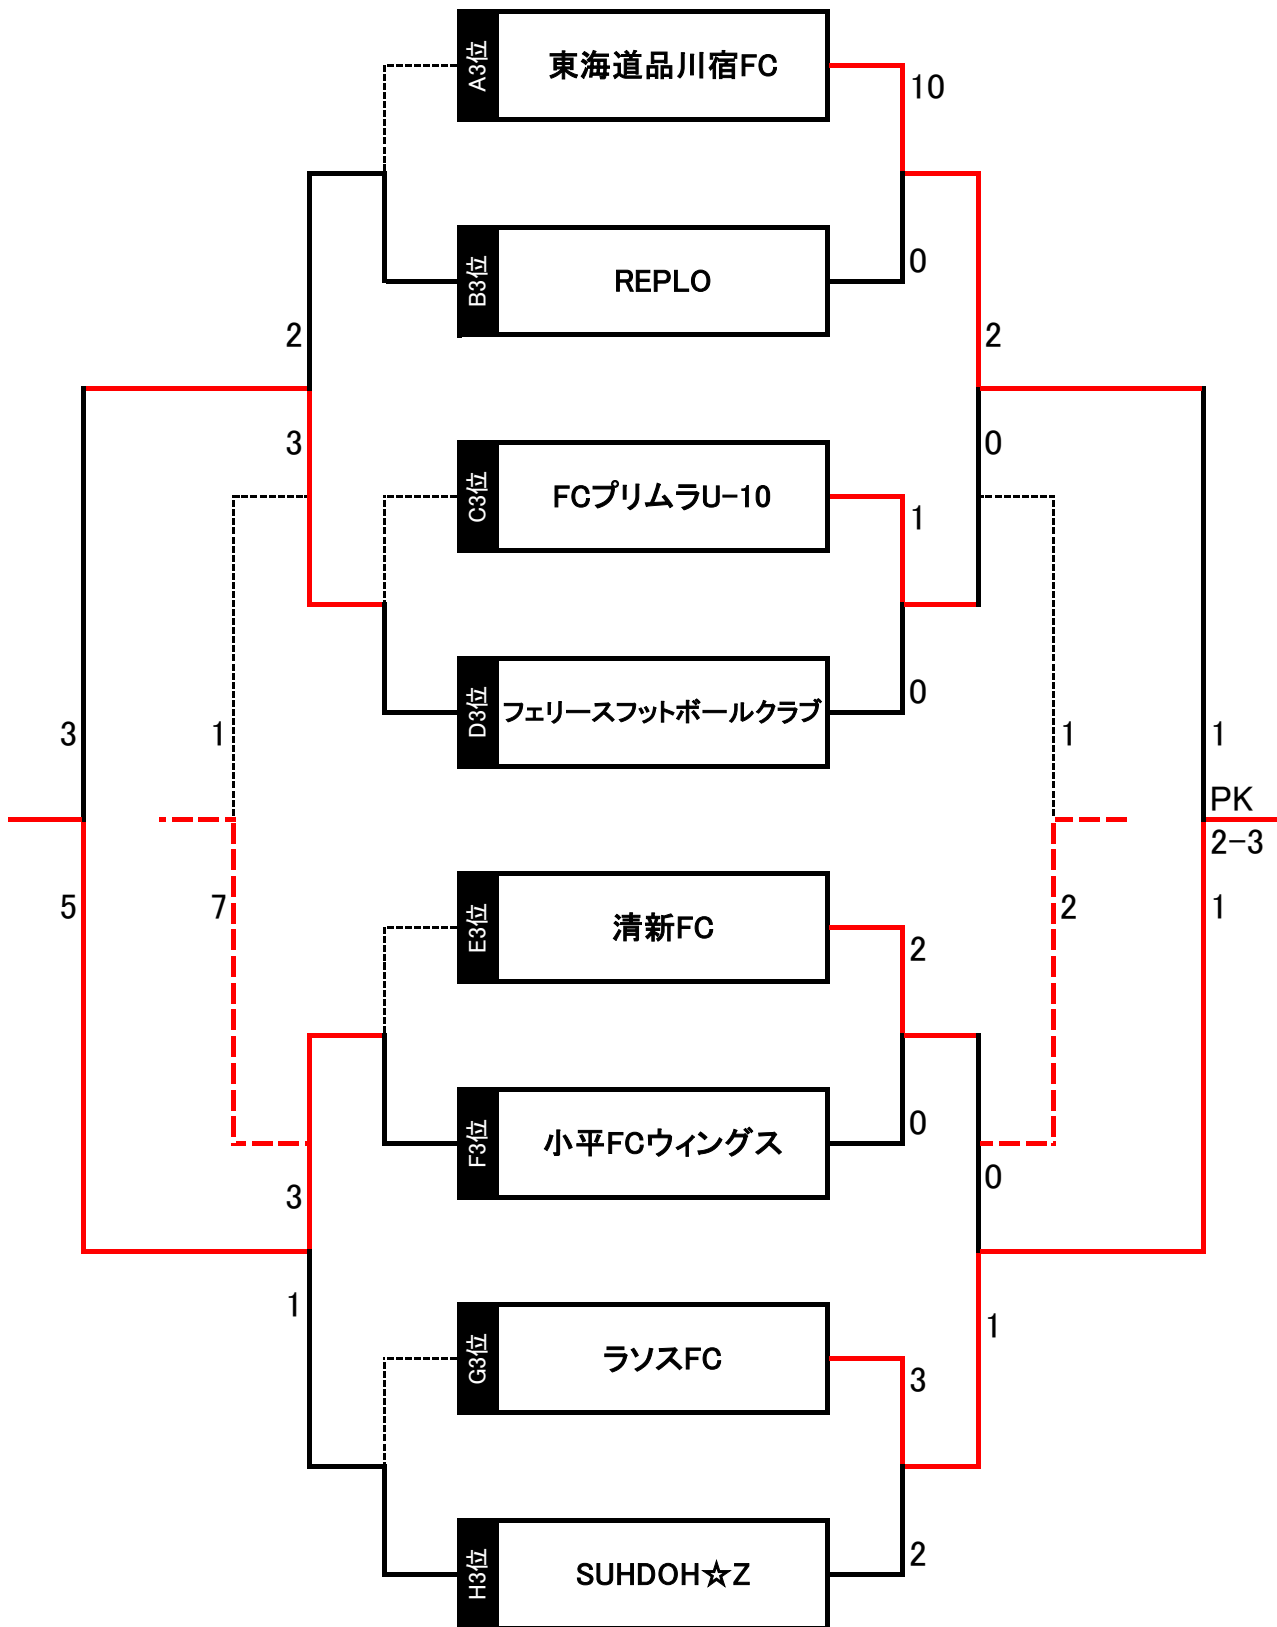 A3位
東海道品川宿FC
10
B3位
REPLO
0
2
2
3
C3位
FCプリムラU-10
0
1
D3位
フェリースフットボールクラブ
0
3
1
1
1
PK
2-3
5
7
E3位
清新FC
2
2
1
F3位
小平FCウィングス
0
3
0
1
1
G3位
ラソスFC
3
H3位
SUHDOH☆Z
2